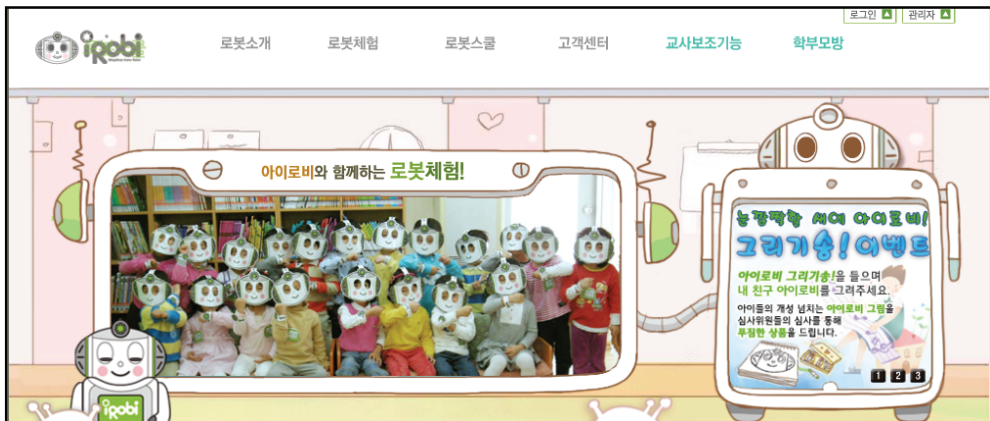 로그인
관리자
iRobi
로봇소개
로봇체험
로봇스쿨
고객센터
교사보조기능
학부모방
아이로비와 함께하는 로봇체험!
눈깜짝할 새에 아이로비!
그리기송! 이벤트
아이로비 그리기송!을 들으며
내 친구 아이로비를 그려주세요.
아이들의 개성 넘치는 아이로비 그림을
심사위원들의 심사를 통해
푸짐한 상품을 드립니다.
1 2 3
iRobi